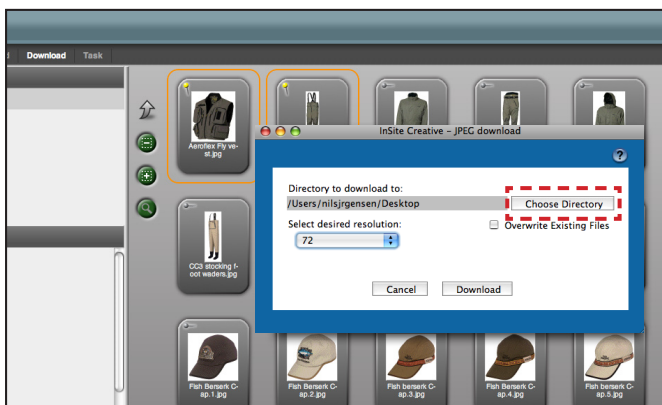 Download Task
Aeroflex Fly ve-
st.jpg
InSite Creative – JPEG download
?
Directory to download to:
/Users/nilsjrgensen/Desktop
Choose Directory
Select desired resolution:
Overwrite Existing Files
72
CC3 stocking f-
oot waders.jpg
Cancel Download
Fish Berserk C-
ap.1.jpg
Fish Berserk C-
ap.2.jpg
Fish berserk C-
ap.3.jpg
Fish Berserk C-
ap.4.jpg
Fish berserk C-
ap.5.jpg